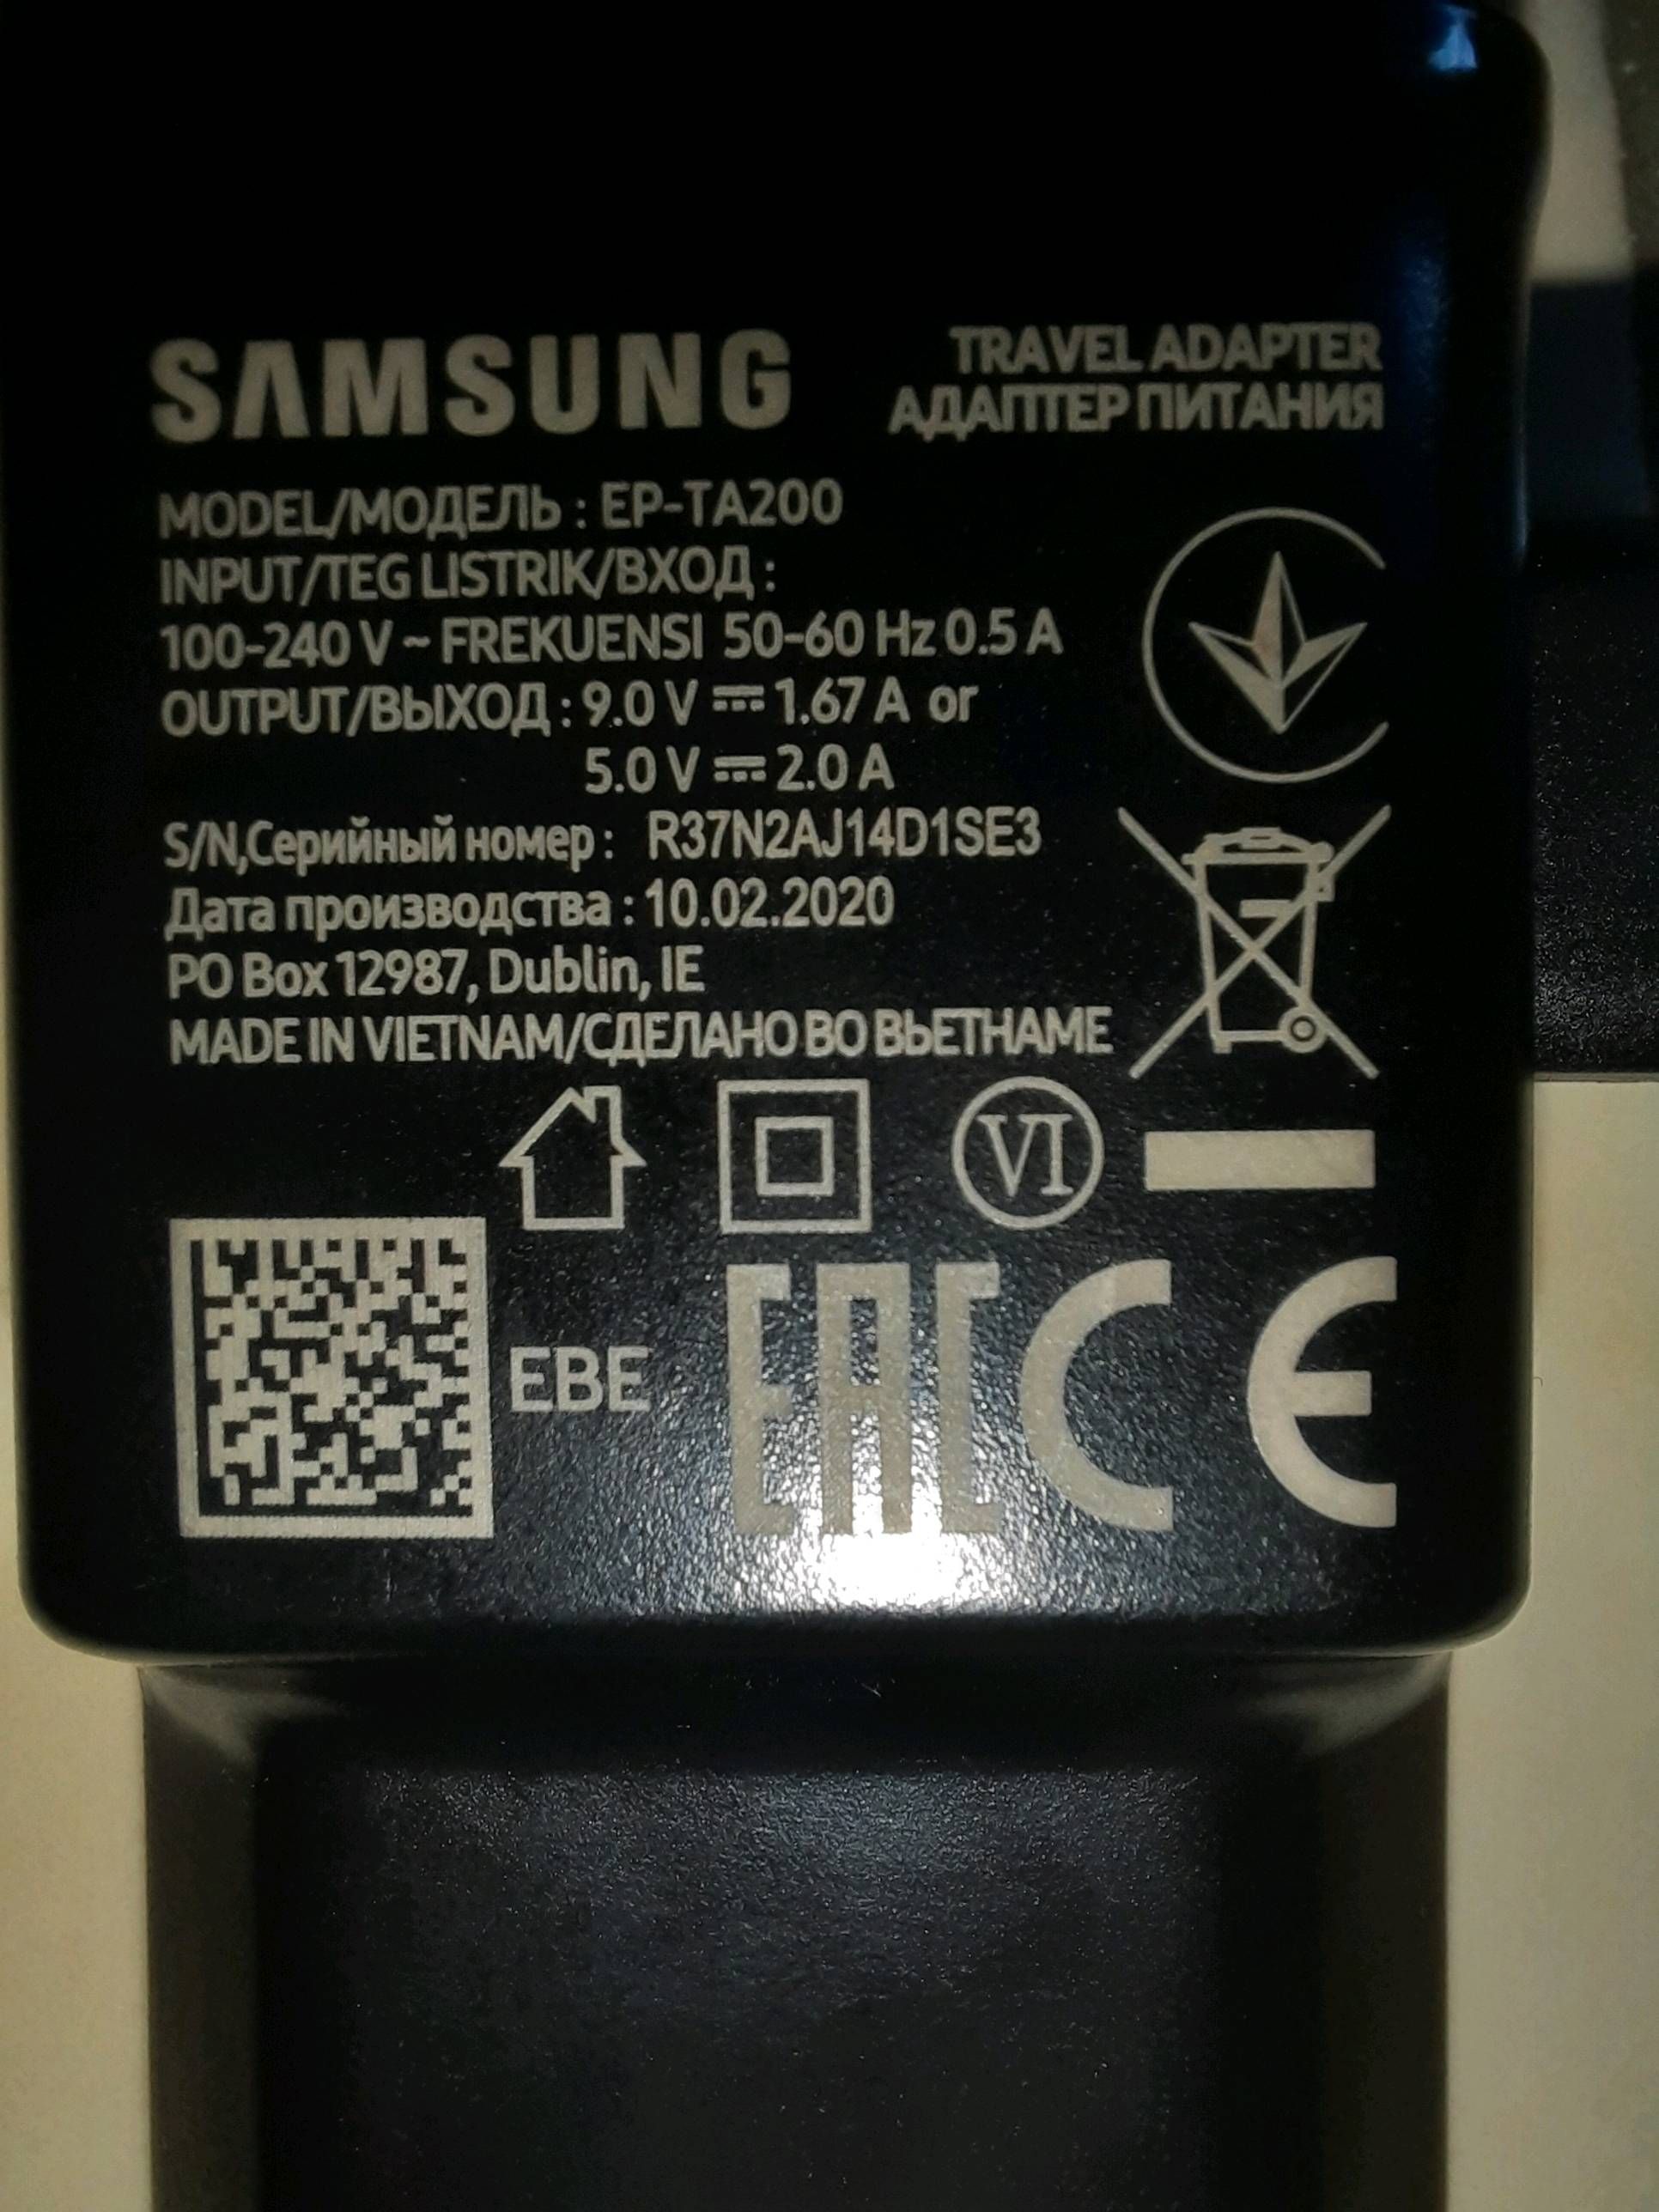 SAMSUNG
TRAVEL ADAPTER
АДАПТЕР ПИТАНИЯ
MODEL/МОДЕЛЬ : EP-TA200
INPUT/TEG LISTRIK/ВХОД :
100-240 V ~ FREKUENSI 50-60 Hz 0.5 A
OUTPUT/ВЫХОД : 9.0 V ⎓ 1.67 A or
5.0 V ⎓ 2.0 A
S/N,Серийный номер : R37N2AJ14D1SE3
Дата производства : 10.02.2020
PO Box 12987, Dublin, IE
MADE IN VIETNAM/СДЕЛАНО ВО ВЬЕТНАМЕ
VI
EBE
EAC CE